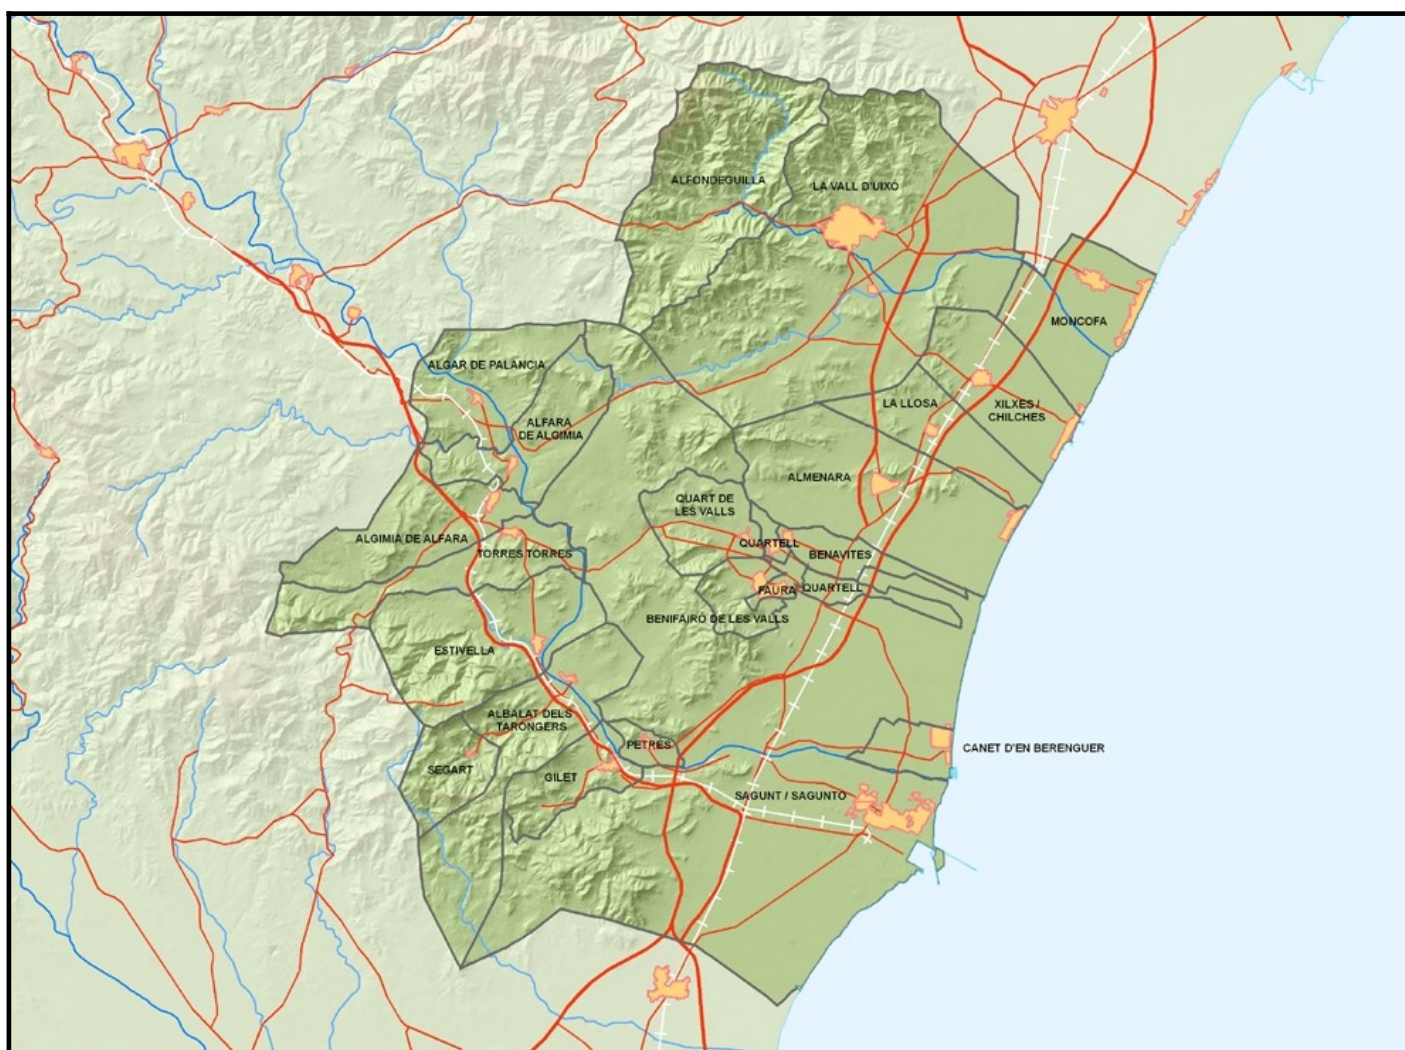 ALFONDEGUILLA
LA VALL D'UIXÓ
MONCOFA
ALGAR DE PALANCIA
LA LLOSA
XILXES /
CHILCHES
ALFARA
DE ALGIMIA
ALMENARA
QUART DE
LES VALLS
ALGIMIA DE ALFARA
TORRES TORRES
QUARTELL
BENAVITES
FAURA
QUARTELL
BENIFAIRÓ DE LES VALLS
ESTIVELLA
ALBALAT DELS
TARONGERS
PETRES
CANET D'EN BERENGUER
SEGART
GILET
SAGUNT / SAGUNTO